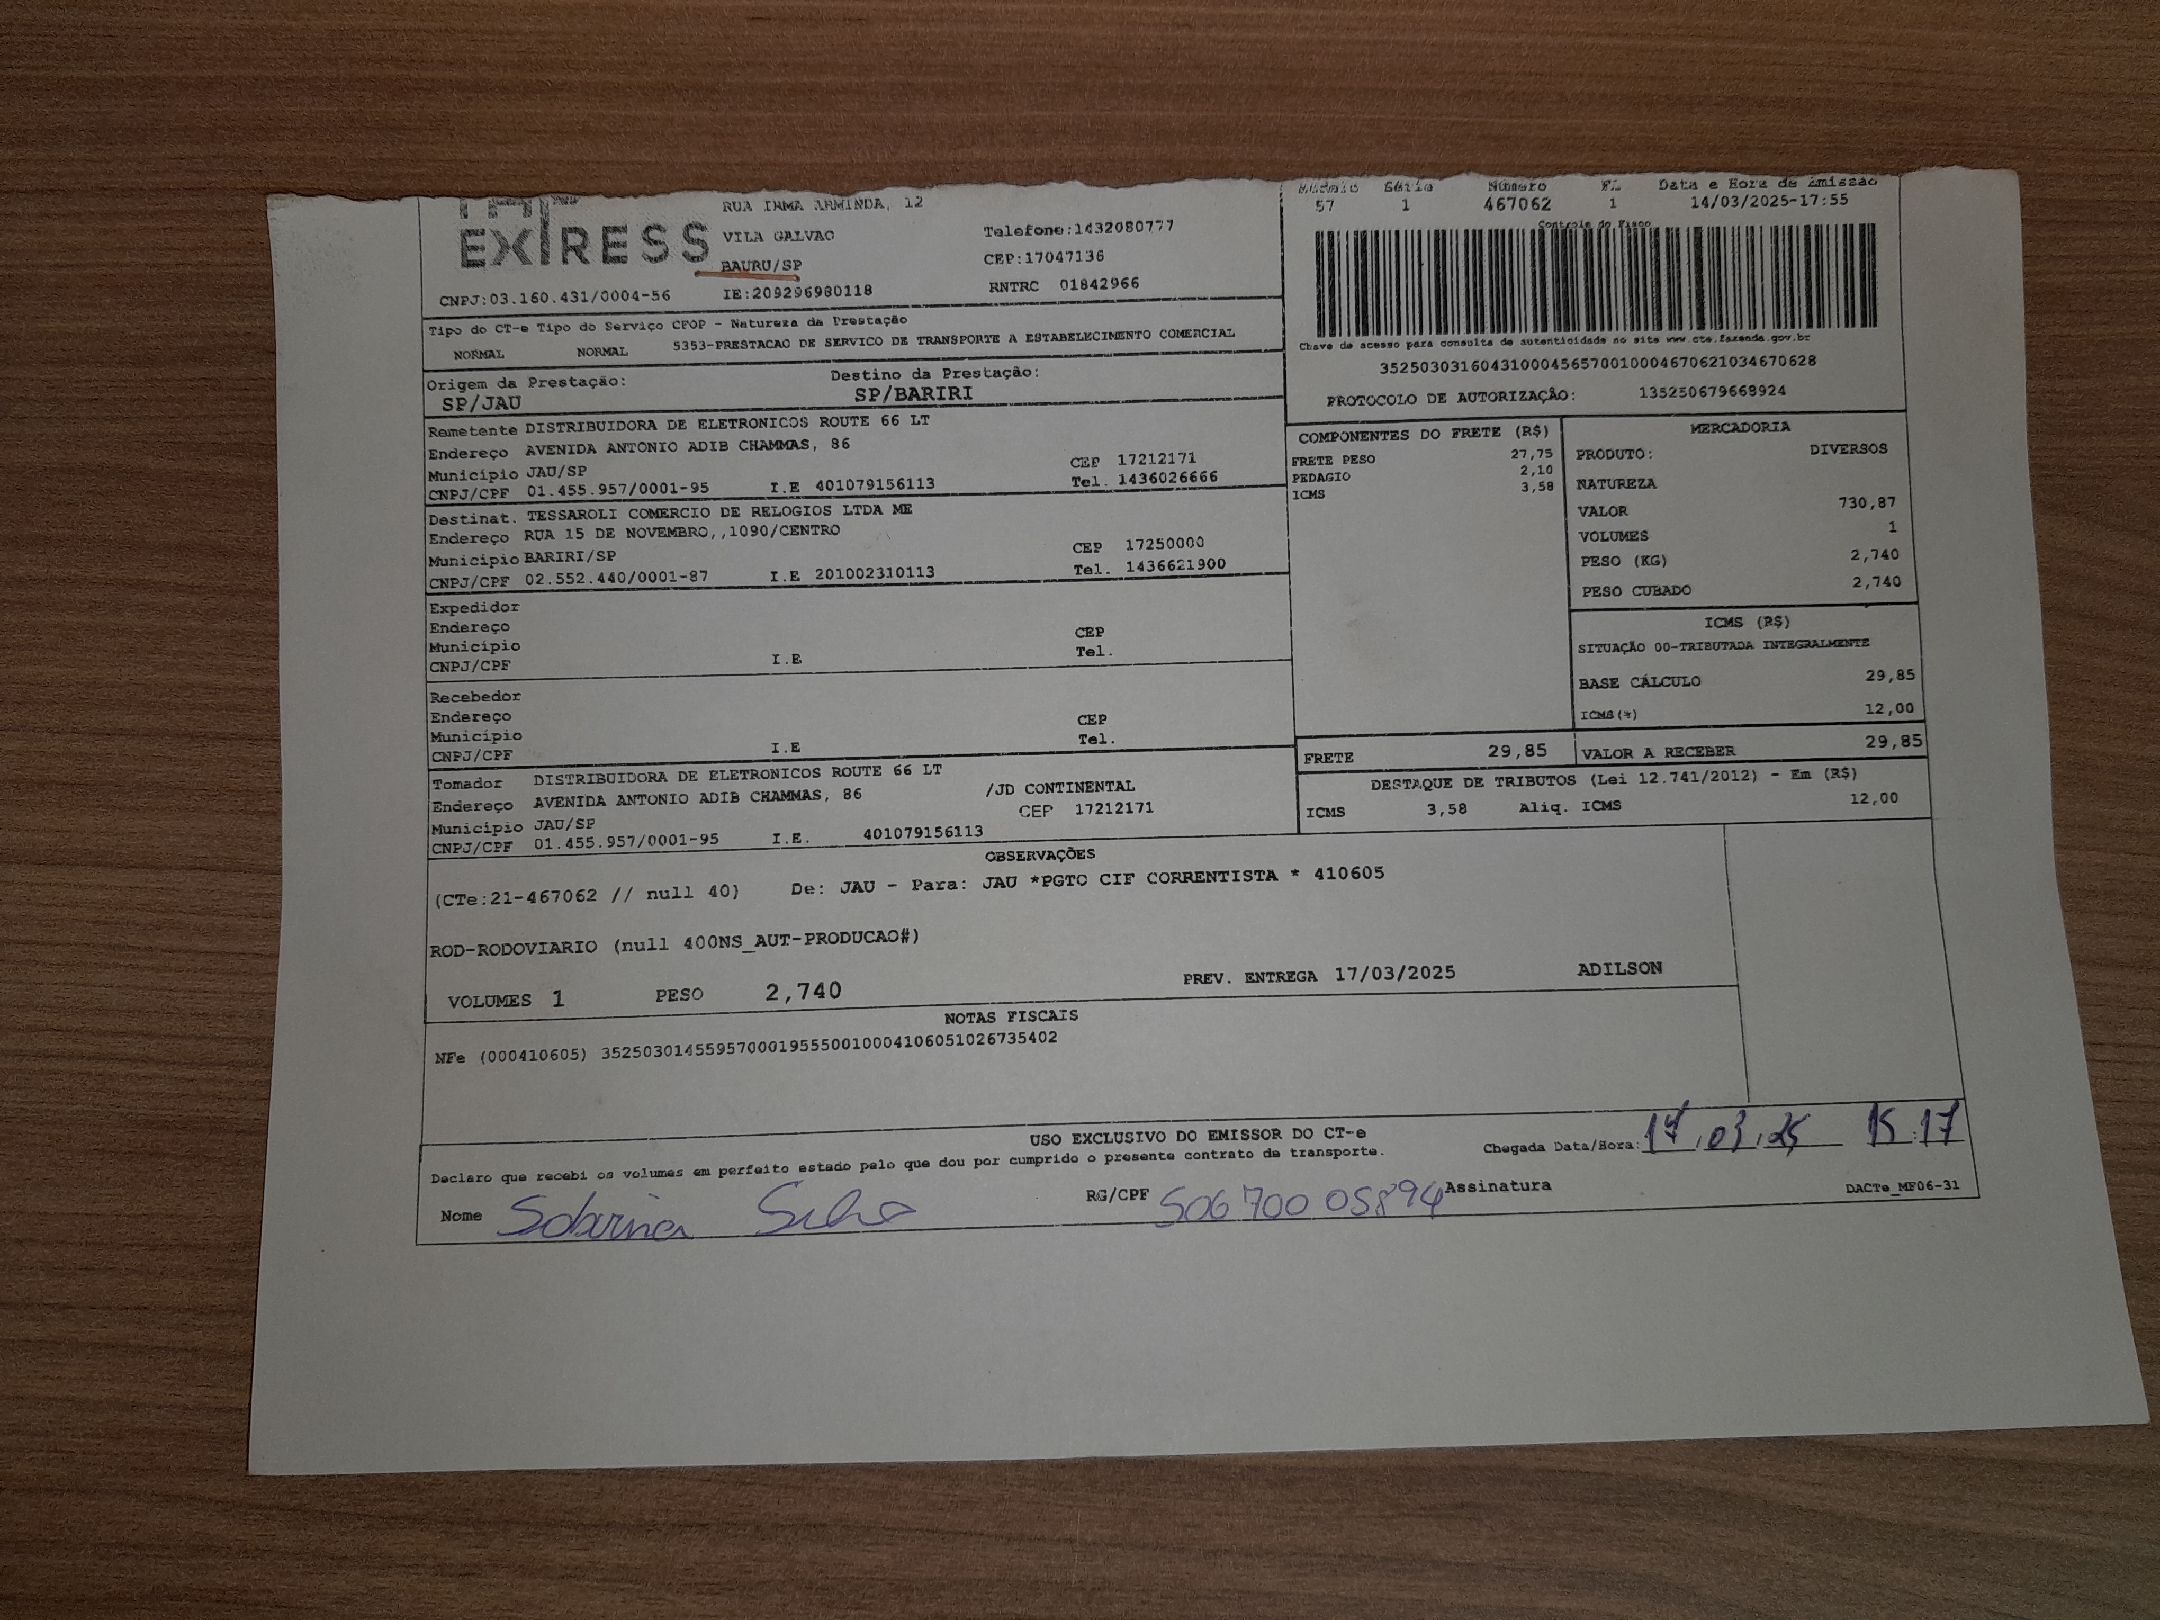 EXPRESS
RUA IRMA ARMINDA, 12
VILA GALVAO
BAURU/SP
Telefone:1432080777
CEP:17047136
CNPJ:03.160.431/0004-56
IE:209296980118
RNTRC 01842966
Modelo Série Número FL Data e Hora de Emissão
57 1 467062 1 14/03/2025-17:55
Controle do Fisco
Chave de acesso para consulta de autenticidade no site www.cte.fazenda.gov.br
35250303160431000456570010004670621034670628
PROTOCOLO DE AUTORIZAÇÃO: 135250679668924
Tipo do CT-e Tipo do Serviço CFOP - Natureza da Prestação
NORMAL NORMAL 5353-PRESTACAO DE SERVICO DE TRANSPORTE A ESTABELECIMENTO COMERCIAL
Origem da Prestação: Destino da Prestação:
SP/JAU SP/BARIRI
Remetente DISTRIBUIDORA DE ELETRONICOS ROUTE 66 LT
Endereço AVENIDA ANTONIO ADIB CHAMMAS, 86
Município JAU/SP CEP 17212171
CNPJ/CPF 01.455.957/0001-95 I.E 401079156113 Tel. 1436026666
Destinat. TESSAROLI COMERCIO DE RELOGIOS LTDA ME
Endereço RUA 15 DE NOVEMBRO,,1090/CENTRO
Município BARIRI/SP CEP 17250000
CNPJ/CPF 02.552.440/0001-87 I.E 201002310113 Tel. 1436621900
Expedidor
Endereço
Município CEP
CNPJ/CPF I.E Tel.
Recebedor
Endereço
Município CEP
CNPJ/CPF I.E Tel.
Tomador DISTRIBUIDORA DE ELETRONICOS ROUTE 66 LT
Endereço AVENIDA ANTONIO ADIB CHAMMAS, 86 /JD CONTINENTAL
Município JAU/SP CEP 17212171
CNPJ/CPF 01.455.957/0001-95 I.E. 401079156113
COMPONENTES DO FRETE (R$)
FRETE PESO 27,75
PEDAGIO 2,10
ICMS 3,58
MERCADORIA
PRODUTO: DIVERSOS
NATUREZA
VALOR 730,87
VOLUMES 1
PESO (KG) 2,740
PESO CUBADO 2,740
ICMS (R$)
SITUAÇÃO 00-TRIBUTADA INTEGRALMENTE
BASE CÁLCULO 29,85
ICMS(%) 12,00
FRETE 29,85 VALOR A RECEBER 29,85
DESTAQUE DE TRIBUTOS (Lei 12.741/2012) - Em (R$)
ICMS 3,58 Aliq. ICMS 12,00
OBSERVAÇÕES
(CTe:21-467062 // null 40) De: JAU - Para: JAU *PGTO CIF CORRENTISTA * 410605
ROD-RODOVIARIO (null 400NS_AUT-PRODUCAO#)
VOLUMES 1 PESO 2,740 PREV. ENTREGA 17/03/2025 ADILSON
NOTAS FISCAIS
NFe (000410605) 35250301455957000195550010004106051026735402
USO EXCLUSIVO DO EMISSOR DO CT-e
Declaro que recebi os volumes em perfeito estado pelo que dou por cumprido o presente contrato de transporte.
Chegada Data/Hora: 17 03 25 15:17
Nome Silva RG/CPF 50670005894 Assinatura
DACTe_MF06-31